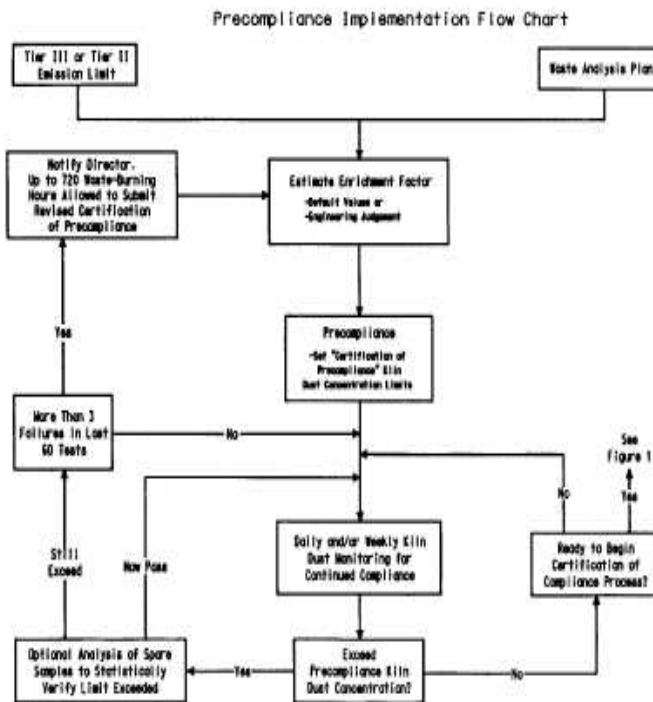 Precompliance Implementation Flow Chart
Tier III or Tier II
Emission Limit
Waste Analysis Plan
Notify Director.
Up to 720 Waste-Burning
Hours Allowed to Submit
Revised Certification
of Precompliance
Estimate Enrichment Factor
-Default Value or
-Engineering Judgement
Yes
Precompliance
-Set "Certification of
Precompliance" Kiln
Dust Concentration Limits
More Than 3
Failures in Last
60 Tests
No
See
Figure 1
No
Yes
Still
Exceed
Now Pass
Daily and/or Weekly Kiln
Dust Monitoring for
Continued Compliance
Ready to Begin
Certification of
Compliance Process?
Optional Analysis of Spare
Samples to Statistically
Verify Limit Exceeded
Yes
Exceed
Precompliance Kiln
Dust Concentration?
No